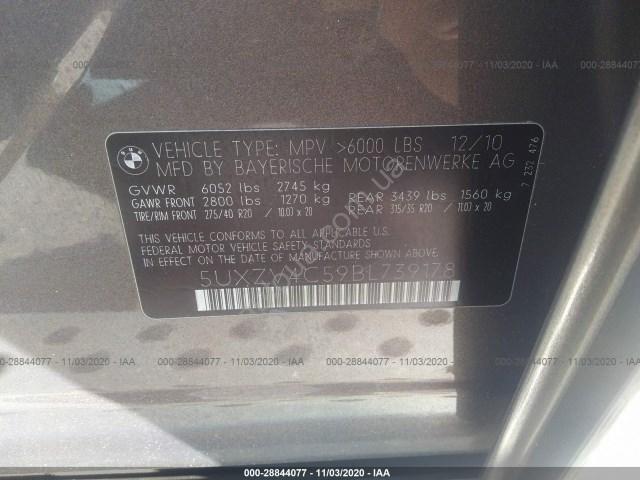 000-28844077 • 11/03/2020 - IAA
BMW
VEHICLE TYPE: MPV >6000 LBS 12/10
MFD BY BAYERISCHE MOTORENWERKE AG
7 232 476
GVWR 6052 lbs 2745 kg
GAWR FRONT 2800 lbs 1270 kg REAR 3439 lbs 1560 kg
TIRE/RIM FRONT 275/40 R20 / 10.0J x 20 REAR 315/35 R20 / 11.0J x 20
THIS VEHICLE CONFORMS TO ALL APPLICABLE
FEDERAL MOTOR VEHICLE SAFETY STANDARDS
IN EFFECT ON THE DATE OF MANUFACTURE SHOWN ABOVE.
5UXZV4C59BL739178
000-28844077 • 11/03/2020 - IAA
000-28844077 • 11/03/2020 - IAA